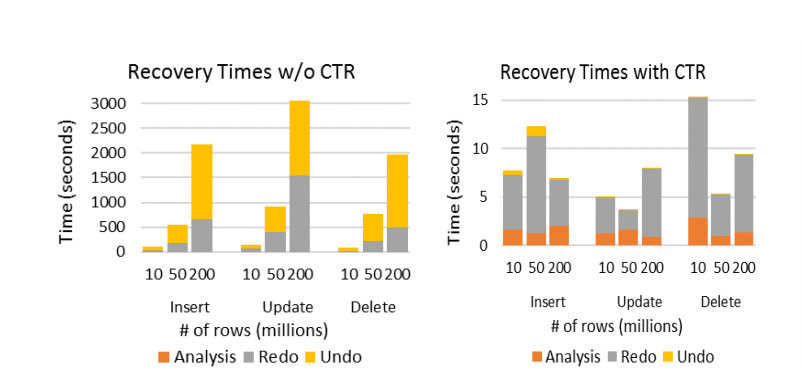 Recovery Times w/o CTR
3000
2500
2000
1500
1000
500
0
Time (seconds)
10 50 200 10 50 200 10 50 200
Insert Update Delete
# of rows (millions)
Analysis Redo Undo
Recovery Times with CTR
15
10
5
0
Time (seconds)
10 50 200 10 50 200 10 50 200
Insert Update Delete
# of rows (millions)
Analysis Redo Undo